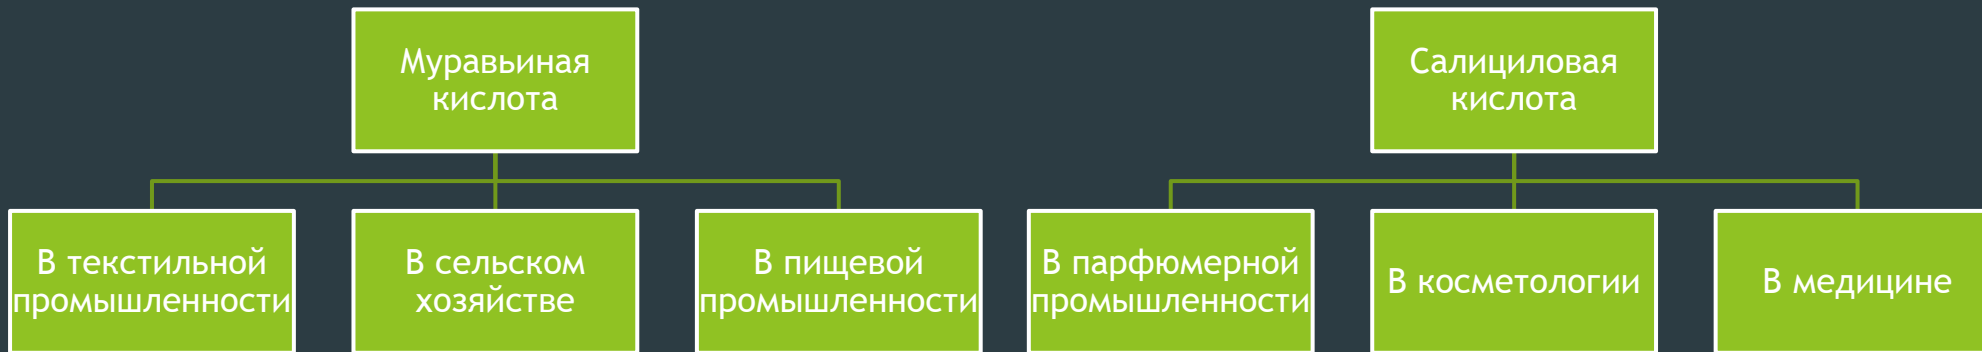 Муравьиная
кислота
Салициловая
кислота
В текстильной
промышленности
В сельском
хозяйстве
В пищевой
промышленности
В парфюмерной
промышленности
В косметологии
В медицине